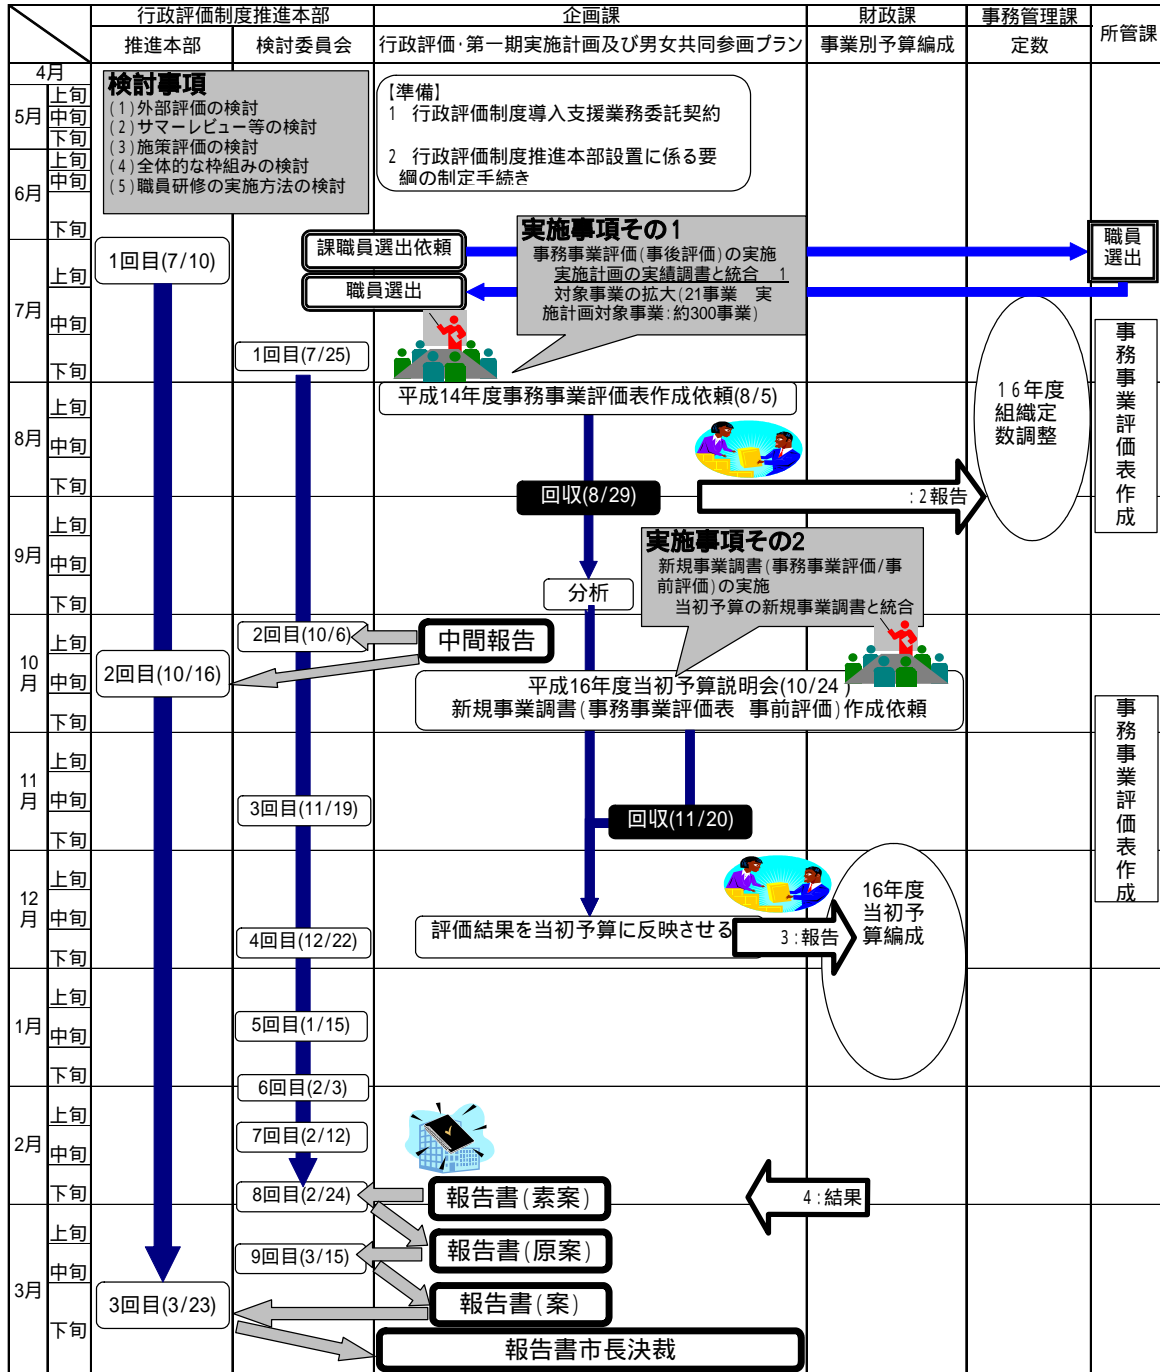 行政評価制度推進本部
企画課
財政課
事務管理課
所管課
推進本部
検討委員会
行政評価・第一期実施計画及び男女共同参画プラン
事業別予算編成
定数
4月
5月
上旬
中旬
下旬
6月
上旬
中旬
下旬
検討事項
(1)外部評価の検討
(2)サマーレビュー等の検討
(3)施策評価の検討
(4)全体的な枠組みの検討
(5)職員研修の実施方法の検討
【準備】
1 行政評価制度導入支援業務委託契約
2 行政評価制度推進本部設置に係る要
綱の制定手続き
7月
上旬
中旬
下旬
1回目(7/10)
課職員選出依頼
職員選出
実施事項その1
事務事業評価(事後評価)の実施
実施計画の実績調書と統合 1
対象事業の拡大(21事業 実
施計画対象事業:約300事業)
職員
選出
1回目(7/25)
事務事業評価表作成
8月
上旬
中旬
下旬
平成14年度事務事業評価表作成依頼(8/5)
16年度
組織定
数調整
回収(8/29)
:2報告
9月
上旬
中旬
下旬
分析
実施事項その2
新規事業調書(事務事業評価/事
前評価)の実施
当初予算の新規事業調書と統合
10
月
上旬
中旬
下旬
2回目(10/6)
中間報告
2回目(10/16)
平成16年度当初予算説明会(10/24)
新規事業調書(事務事業評価表 事前評価)作成依頼
事務事業評価表作成
11
月
上旬
中旬
下旬
3回目(11/19)
回収(11/20)
12
月
上旬
中旬
下旬
4回目(12/22)
評価結果を当初予算に反映させる
3:報告
16年度
当初予
算編成
1月
上旬
中旬
下旬
5回目(1/15)
6回目(2/3)
2月
上旬
中旬
下旬
7回目(2/12)
8回目(2/24)
報告書(素案)
4:結果
3月
上旬
中旬
下旬
9回目(3/15)
報告書(原案)
3回目(3/23)
報告書(案)
報告書市長決裁